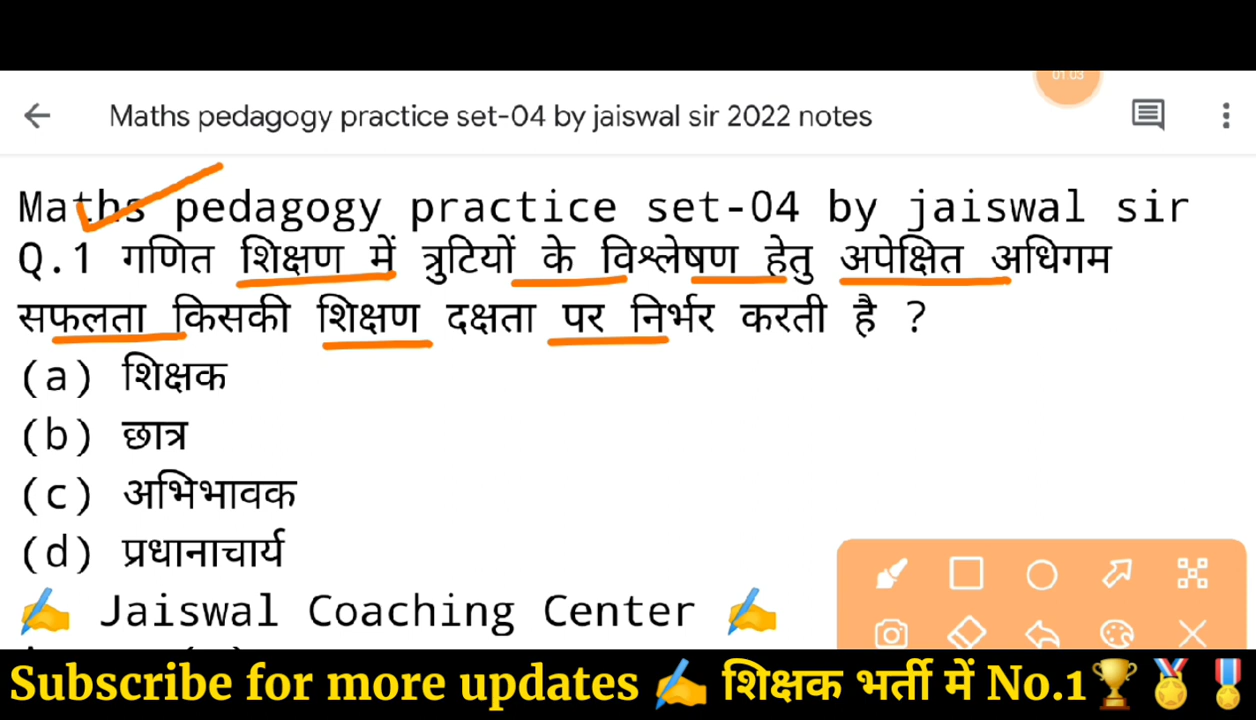 01:03
Maths pedagogy practice set-04 by jaiswal sir 2022 notes
Maths pedagogy practice set-04 by jaiswal sir
Q.1 गणित शिक्षण में त्रुटियों के विश्लेषण हेतु अपेक्षित अधिगम
सफलता किसकी शिक्षण दक्षता पर निर्भर करती है ?
(a) शिक्षक
(b) छात्र
(c) अभिभावक
(d) प्रधानाचार्य
✍ Jaiswal Coaching Center ✍
Subscribe for more updates ✍ शिक्षक भर्ती में No.1🏆🏅🎖